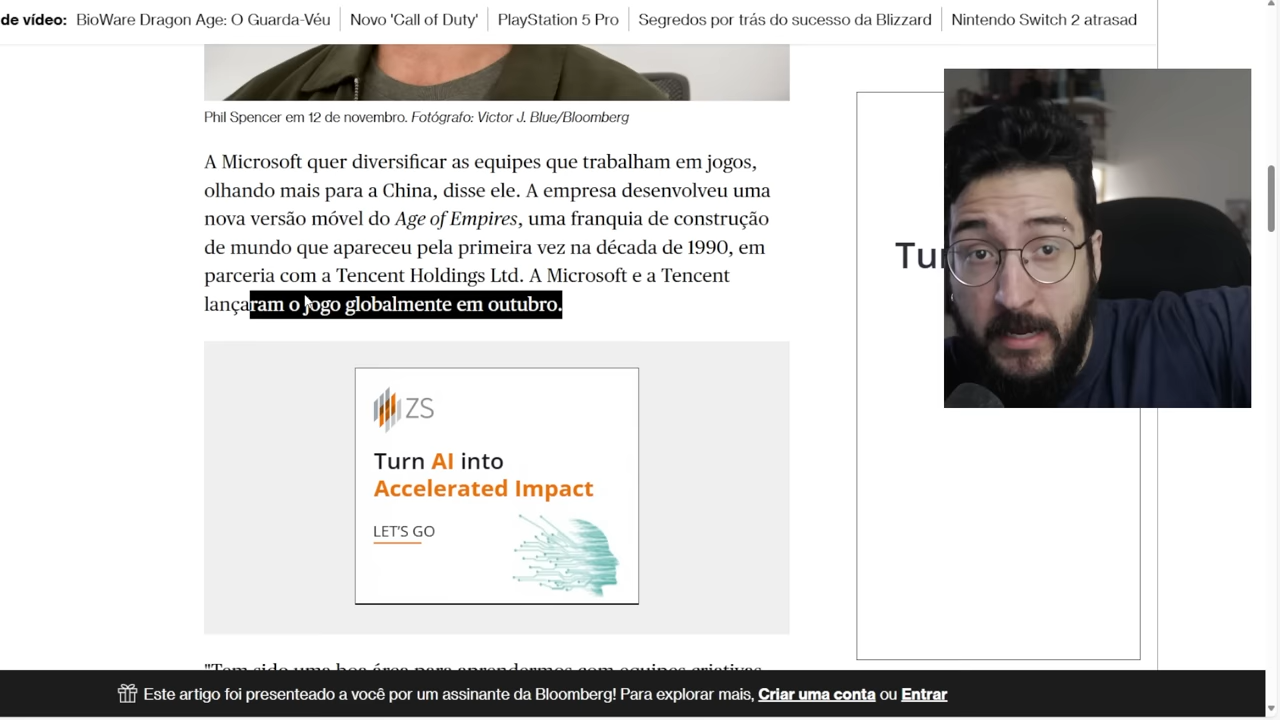 de vídeo: BioWare Dragon Age: O Guarda-Véu Novo 'Call of Duty' PlayStation 5 Pro Segredos por trás do sucesso da Blizzard Nintendo Switch 2 atrasad
Phil Spencer em 12 de novembro. Fotógrafo: Victor J. Blue/Bloomberg
A Microsoft quer diversificar as equipes que trabalham em jogos,
olhando mais para a China, disse ele. A empresa desenvolveu uma
nova versão móvel do Age of Empires, uma franquia de construção
de mundo que apareceu pela primeira vez na década de 1990, em
parceria com a Tencent Holdings Ltd. A Microsoft e a Tencent
lançaram o jogo globalmente em outubro.
Tur
ZS
Turn AI into
Accelerated Impact
LET'S GO
"Tem sido uma boa área para aprendermos com equipes criativas
Este artigo foi presenteado a você por um assinante da Bloomberg! Para explorar mais, Criar uma conta ou Entrar